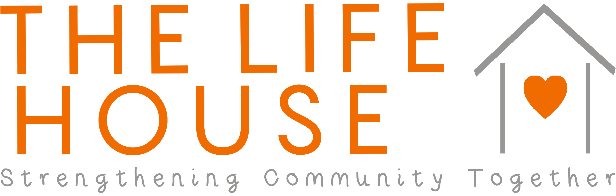 THE LIFE
HOUSE
Strengthening Community Together